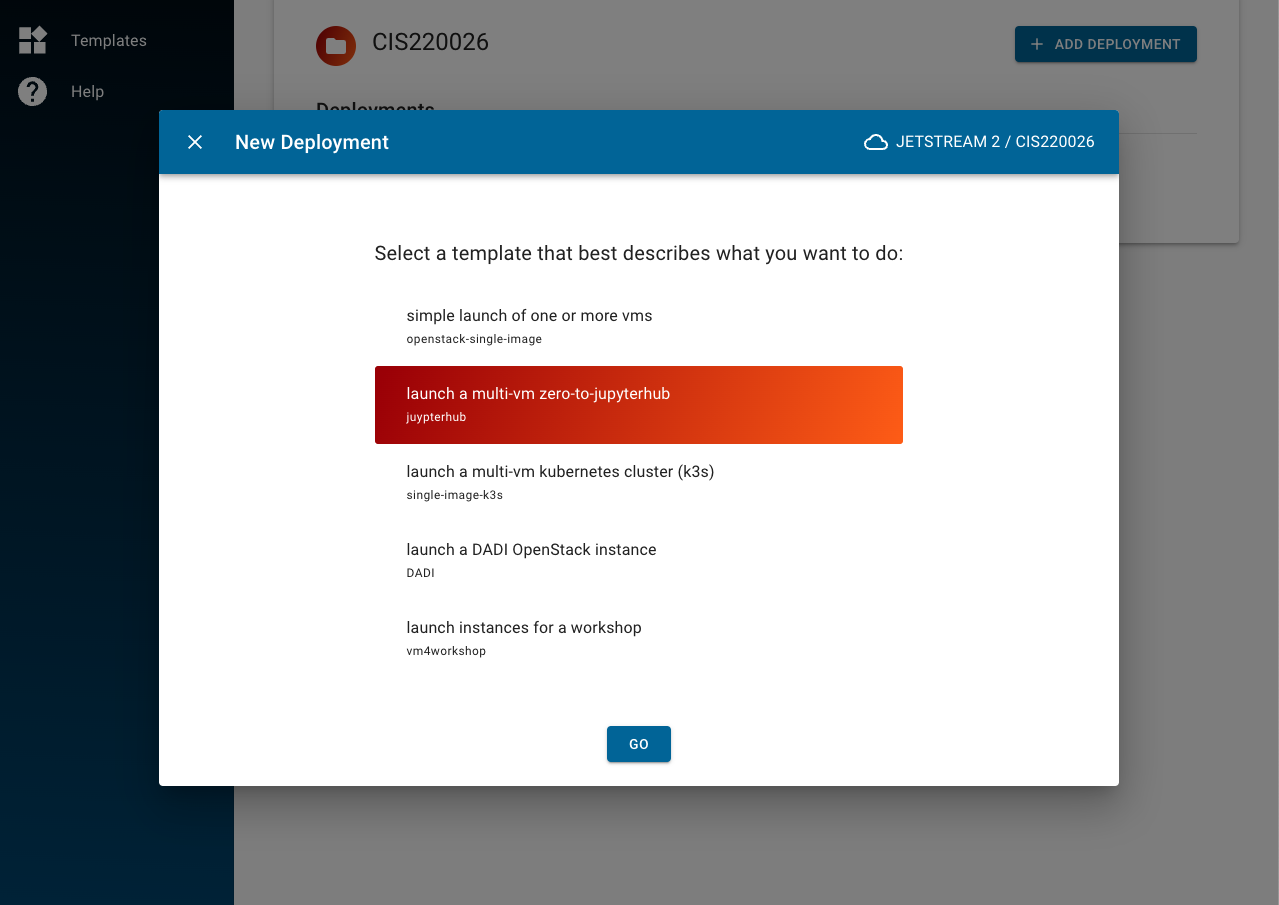 Templates
Help
CIS220026
ADD DEPLOYMENT
Deployments
New Deployment
JETSTREAM 2 / CIS220026
Select a template that best describes what you want to do:
simple launch of one or more vms
openstack-single-image
launch a multi-vm zero-to-jupyterhub
juypterhub
launch a multi-vm kubernetes cluster (k3s)
single-image-k3s
launch a DADI OpenStack instance
DADI
launch instances for a workshop
vm4workshop
GO